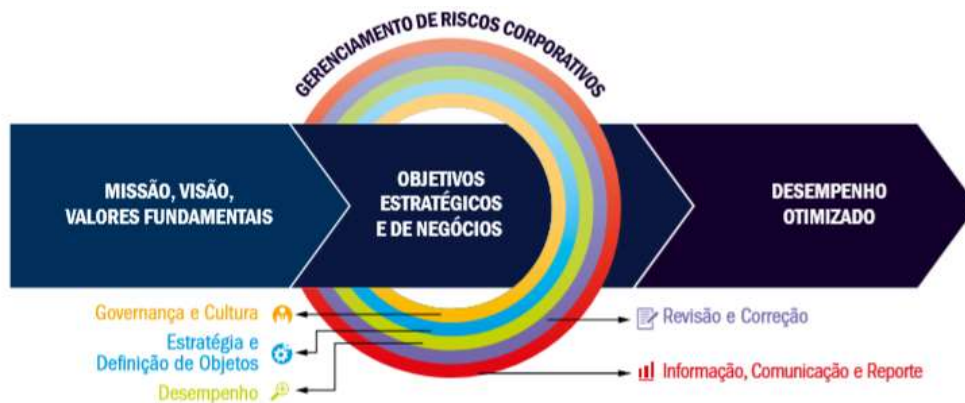 GERENCIAMENTO DE RISCOS CORPORATIVOS
MISSÃO, VISÃO,
VALORES FUNDAMENTAIS
OBJETIVOS
ESTRATÉGICOS
E DE NEGÓCIOS
DESEMPENHO
OTIMIZADO
Governança e Cultura
Estratégia e
Definição de Objetos
Desempenho
Revisão e Correção
Informação, Comunicação e Reporte